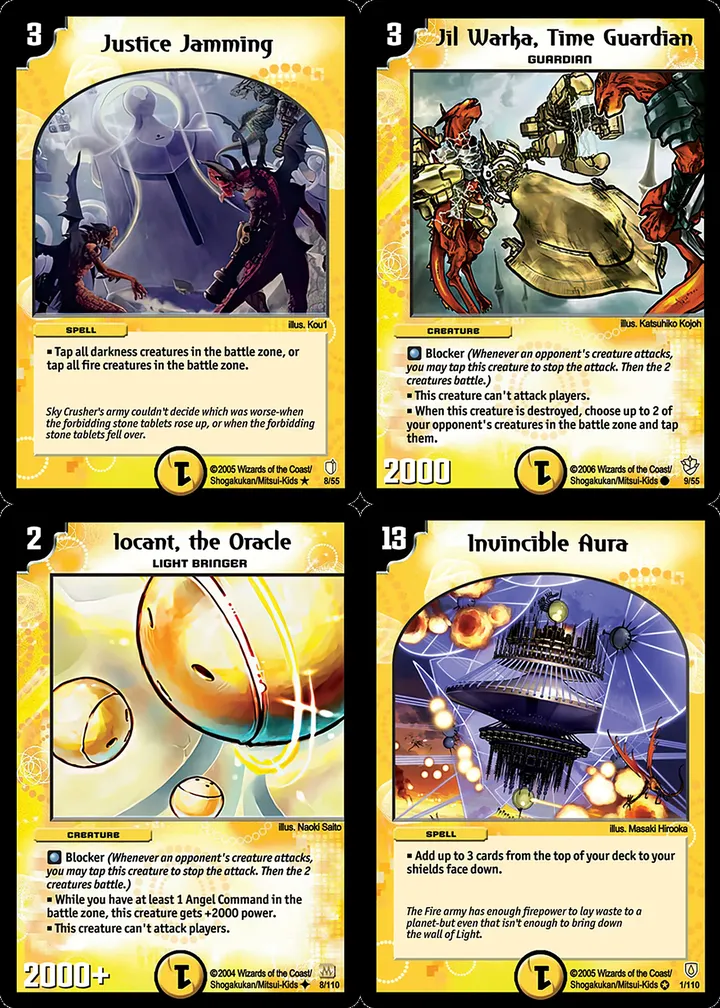 3
Justice Jamming
illus. Kou1
SPELL
▪ Tap all darkness creatures in the battle zone, or
tap all fire creatures in the battle zone.
Sky Crusher's army couldn't decide which was worse-when
the forbidding stone tablets rose up, or when the forbidding
stone tablets fell over.
1
©2005 Wizards of the Coast/
Shogakukan/Mitsui-Kids ★ 8/55
3
Jil Warka, Time Guardian
GUARDIAN
illus. Katsuhiko Kojoh
CREATURE
Blocker (Whenever an opponent's creature attacks,
you may tap this creature to stop the attack. Then the 2
creatures battle.)
▪ This creature can't attack players.
▪ When this creature is destroyed, choose up to 2 of
your opponent's creatures in the battle zone and tap
them.
2000
1
©2006 Wizards of the Coast/
Shogakukan/Mitsui-Kids ● 9/55
2
Iocant, the Oracle
LIGHT BRINGER
illus. Naoki Saito
CREATURE
Blocker (Whenever an opponent's creature attacks,
you may tap this creature to stop the attack. Then the 2
creatures battle.)
▪ While you have at least 1 Angel Command in the
battle zone, this creature gets +2000 power.
▪ This creature can't attack players.
2000+
1
©2004 Wizards of the Coast/
Shogakukan/Mitsui-Kids ✦ 8/110
13
Invincible Aura
illus. Masaki Hirooka
SPELL
▪ Add up to 3 cards from the top of your deck to your
shields face down.
The Fire army has enough firepower to lay waste to a
planet-but even that isn't enough to bring down
the wall of Light.
1
©2005 Wizards of the Coast/
Shogakukan/Mitsui-Kids ✪ 1/110